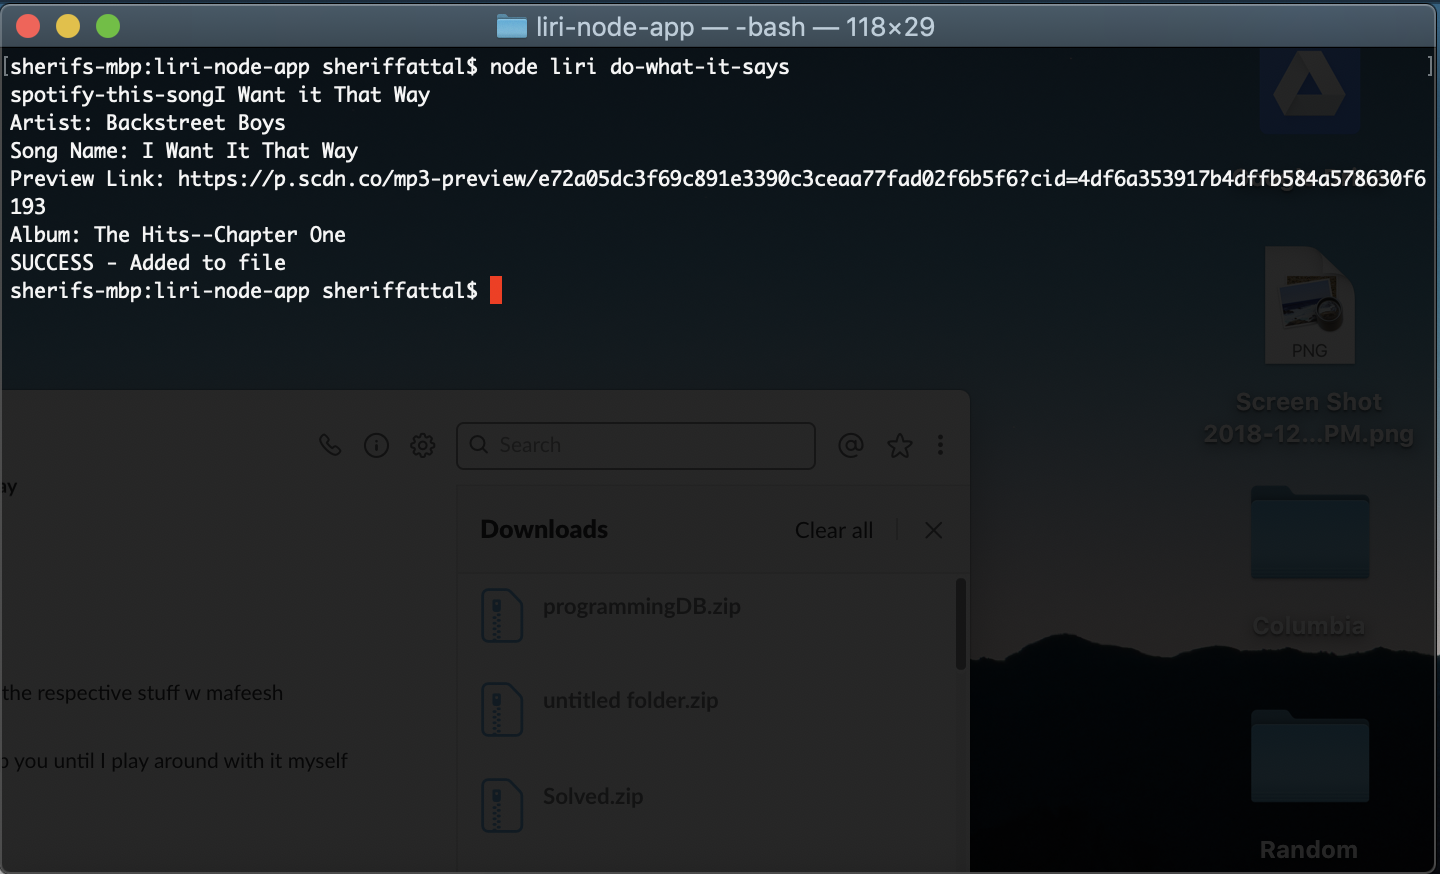 liri-node-app — -bash — 118×29
[sherifs-mbp:liri-node-app sheriffattal$ node liri do-what-it-says ]
spotify-this-songI Want it That Way
Artist: Backstreet Boys
Song Name: I Want It That Way
Preview Link: https://p.scdn.co/mp3-preview/e72a05dc3f69c891e3390c3ceaa77fad02f6b5f6?cid=4df6a353917b4dffb584a578630f6
193
Album: The Hits--Chapter One
SUCCESS - Added to file
sherifs-mbp:liri-node-app sheriffattal$
PNG
Screen Shot
2018-12...PM.png
Search
ay
Downloads
Clear all
Columbia
programmingDB.zip
the respective stuff w mafeesh
untitled folder.zip
you until I play around with it myself
Solved.zip
Random